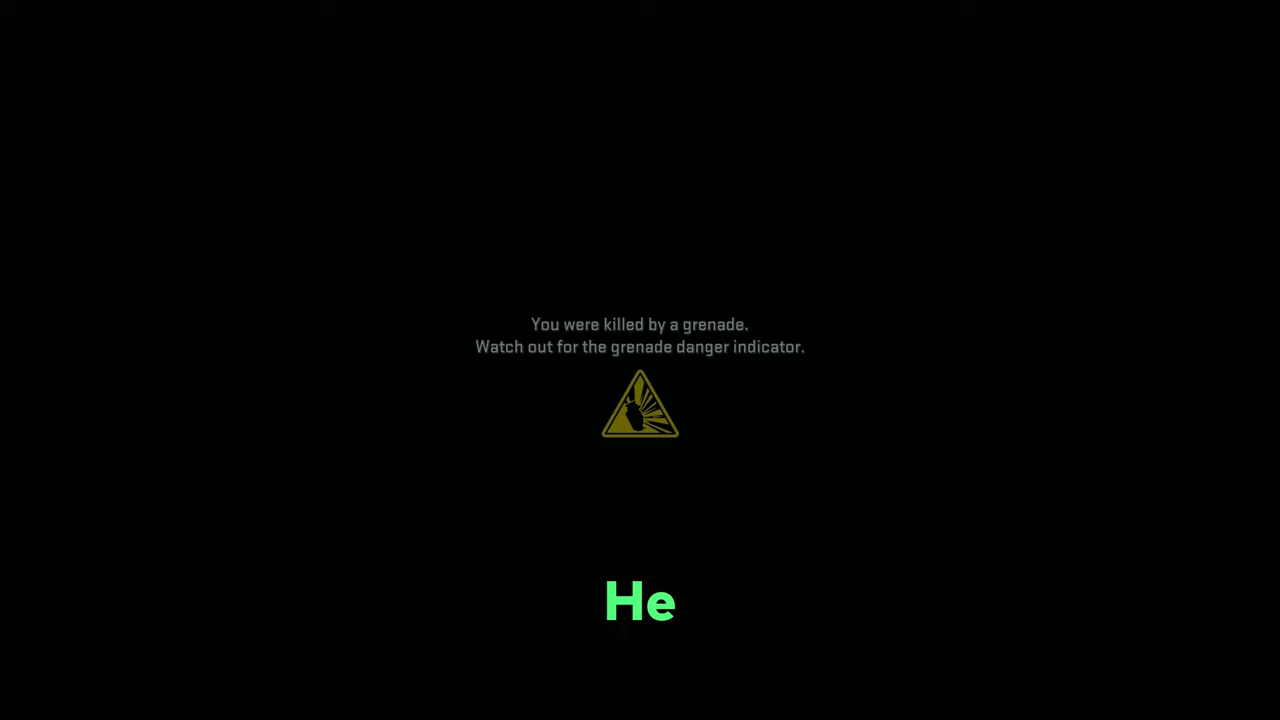 You were killed by a grenade.
Watch out for the grenade danger indicator.
He